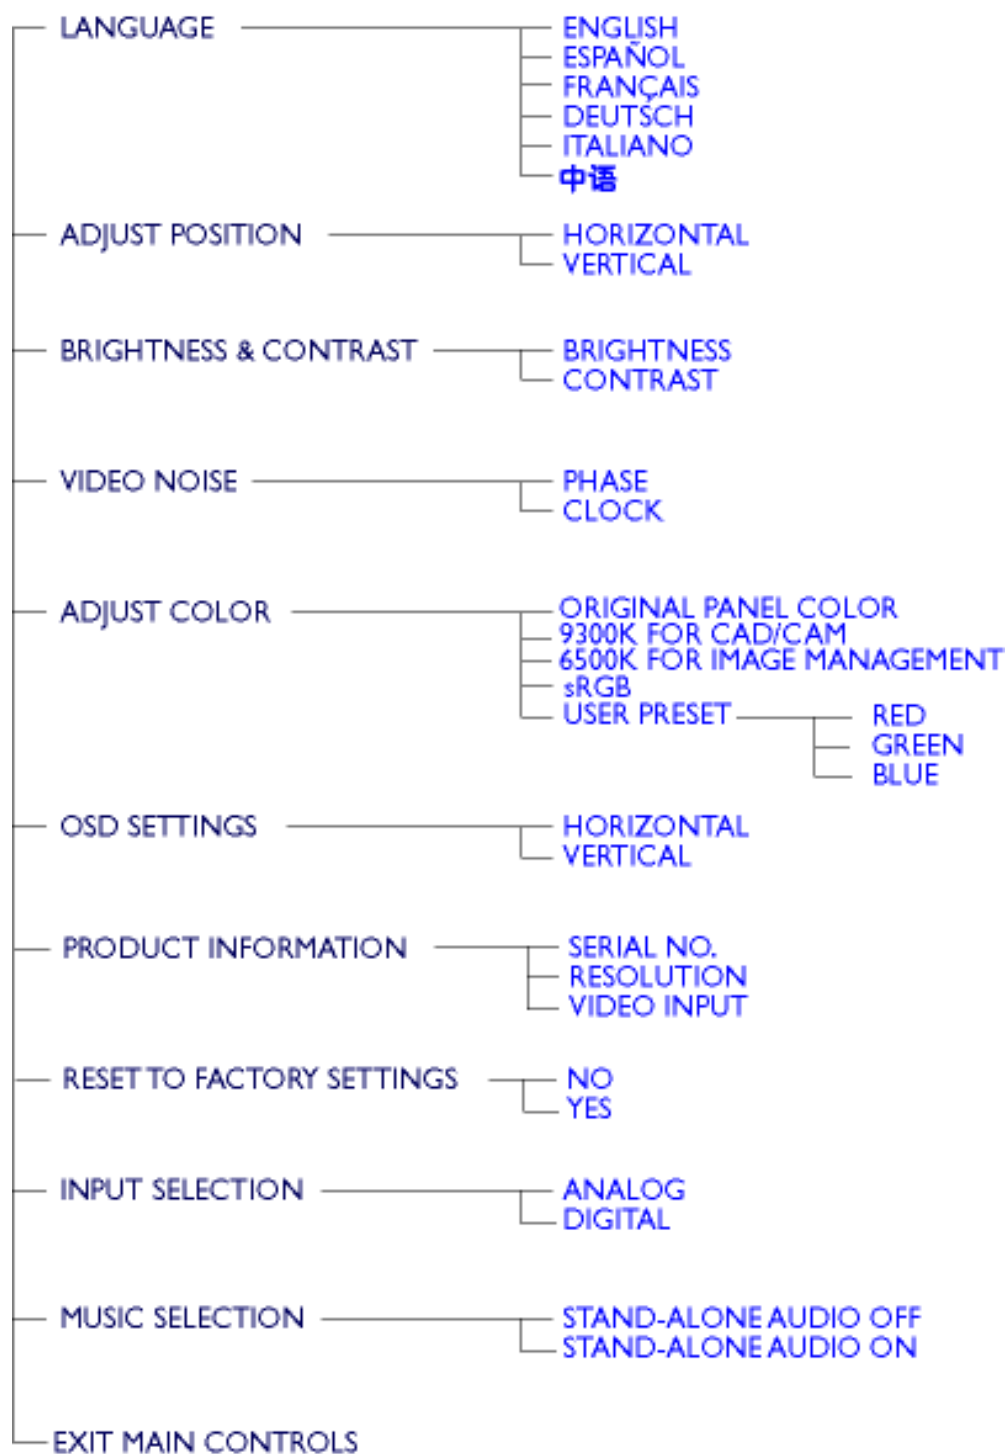 LANGUAGE
ENGLISH
ESPAÑOL
FRANÇAIS
DEUTSCH
ITALIANO
中语
ADJUST POSITION
HORIZONTAL
VERTICAL
BRIGHTNESS & CONTRAST
BRIGHTNESS
CONTRAST
VIDEO NOISE
PHASE
CLOCK
ADJUST COLOR
ORIGINAL PANEL COLOR
9300K FOR CAD/CAM
6500K FOR IMAGE MANAGEMENT
sRGB
USER PRESET
RED
GREEN
BLUE
OSD SETTINGS
HORIZONTAL
VERTICAL
PRODUCT INFORMATION
SERIAL NO.
RESOLUTION
VIDEO INPUT
RESET TO FACTORY SETTINGS
NO
YES
INPUT SELECTION
ANALOG
DIGITAL
MUSIC SELECTION
STAND-ALONE AUDIO OFF
STAND-ALONE AUDIO ON
EXIT MAIN CONTROLS